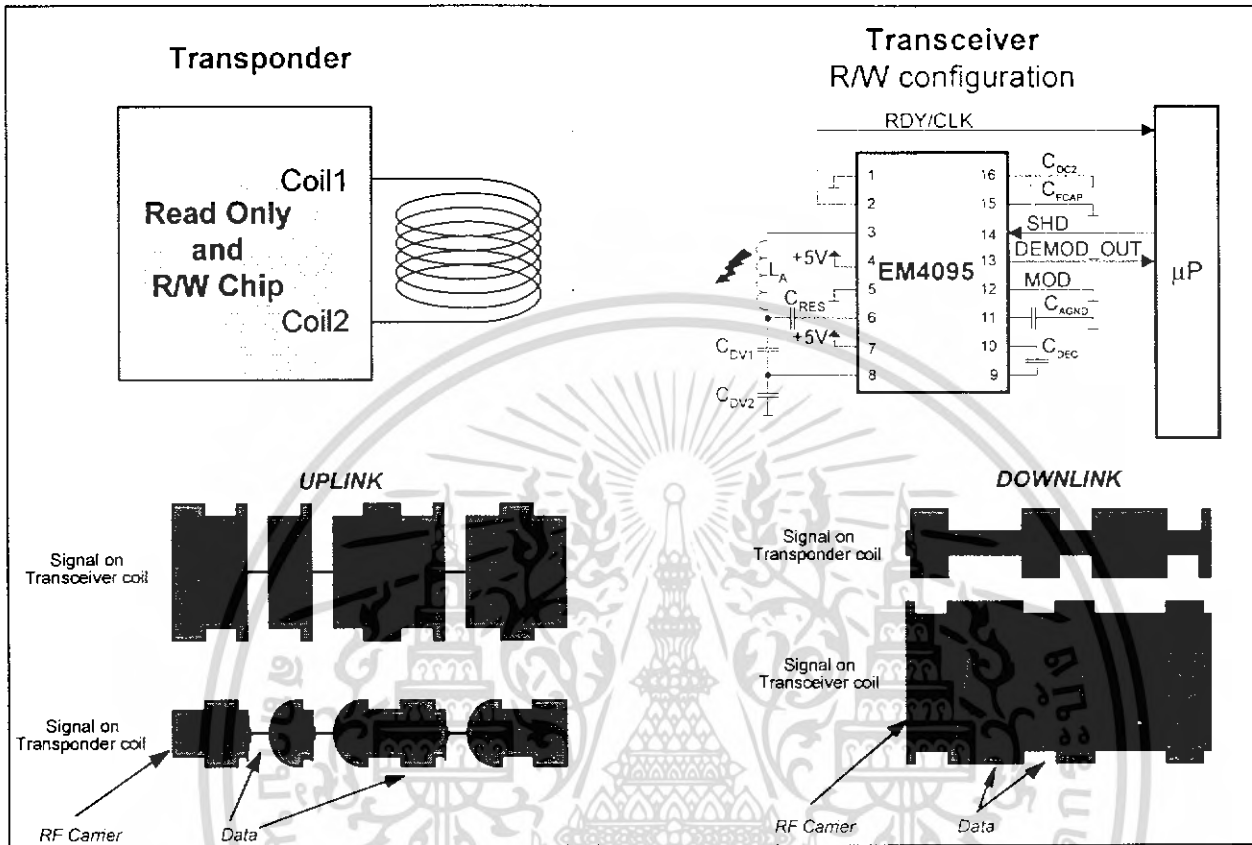 Transponder
Coil1
Read Only
and
R/W Chip
Coil2
Transceiver
R/W configuration
RDY/CLK
1
2
3
4
5
6
7
8
16
15
14
13
12
11
10
9
EM4095
+5V
+5V
L_A
C_RES
C_DV1
C_DV2
C_DC2
C_FCAP
SHD
DEMOD_OUT
MOD
C_AGND
C_DEC
µP
UPLINK
Signal on
Transceiver coil
Signal on
Transponder coil
RF Carrier
Data
DOWNLINK
Signal on
Transponder coil
Signal on
Transceiver coil
RF Carrier
Data